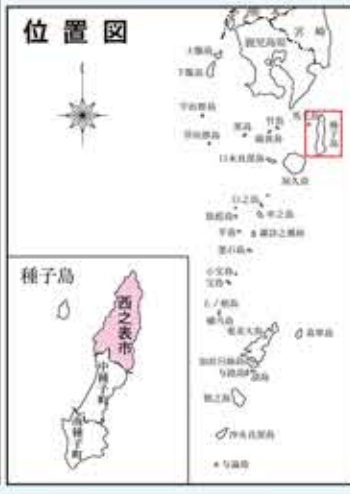 位置図
宮崎
鹿児島県
上甑島
下甑島
宇治群島
草垣群島
黒島
竹島
硫黄島
馬毛島
種子島
口永良部島
屋久島
口之島
中之島
平島
諏訪之瀬島
悪石島
小宝島
宝島
奄美大島
喜界島
加計呂麻島
与路島
請島
徳之島
沖永良部島
与論島
種子島
西之表市
中種子町
南種子町